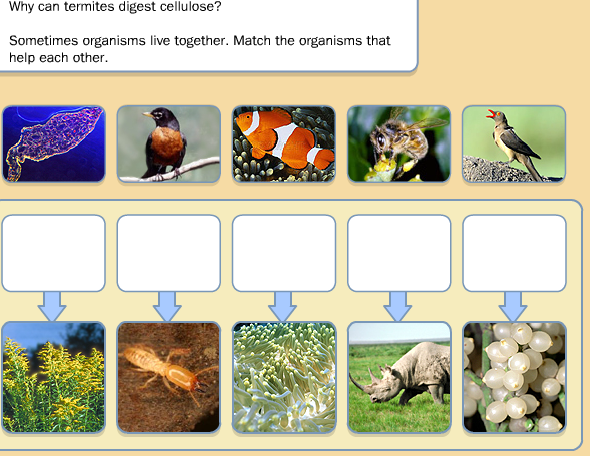 Why can termites digest cellulose?
Sometimes organisms live together. Match the organisms that
help each other.